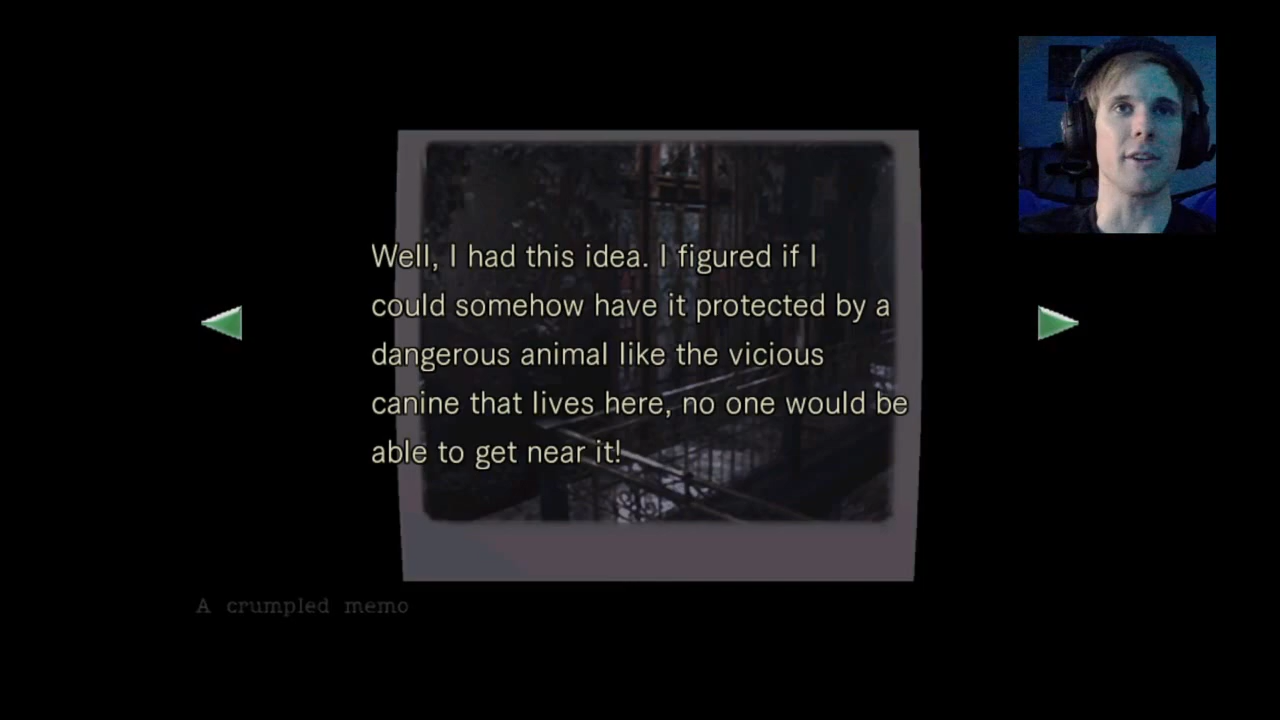 Well, I had this idea. I figured if I
could somehow have it protected by a
dangerous animal like the vicious
canine that lives here, no one would be
able to get near it!
A crumpled memo